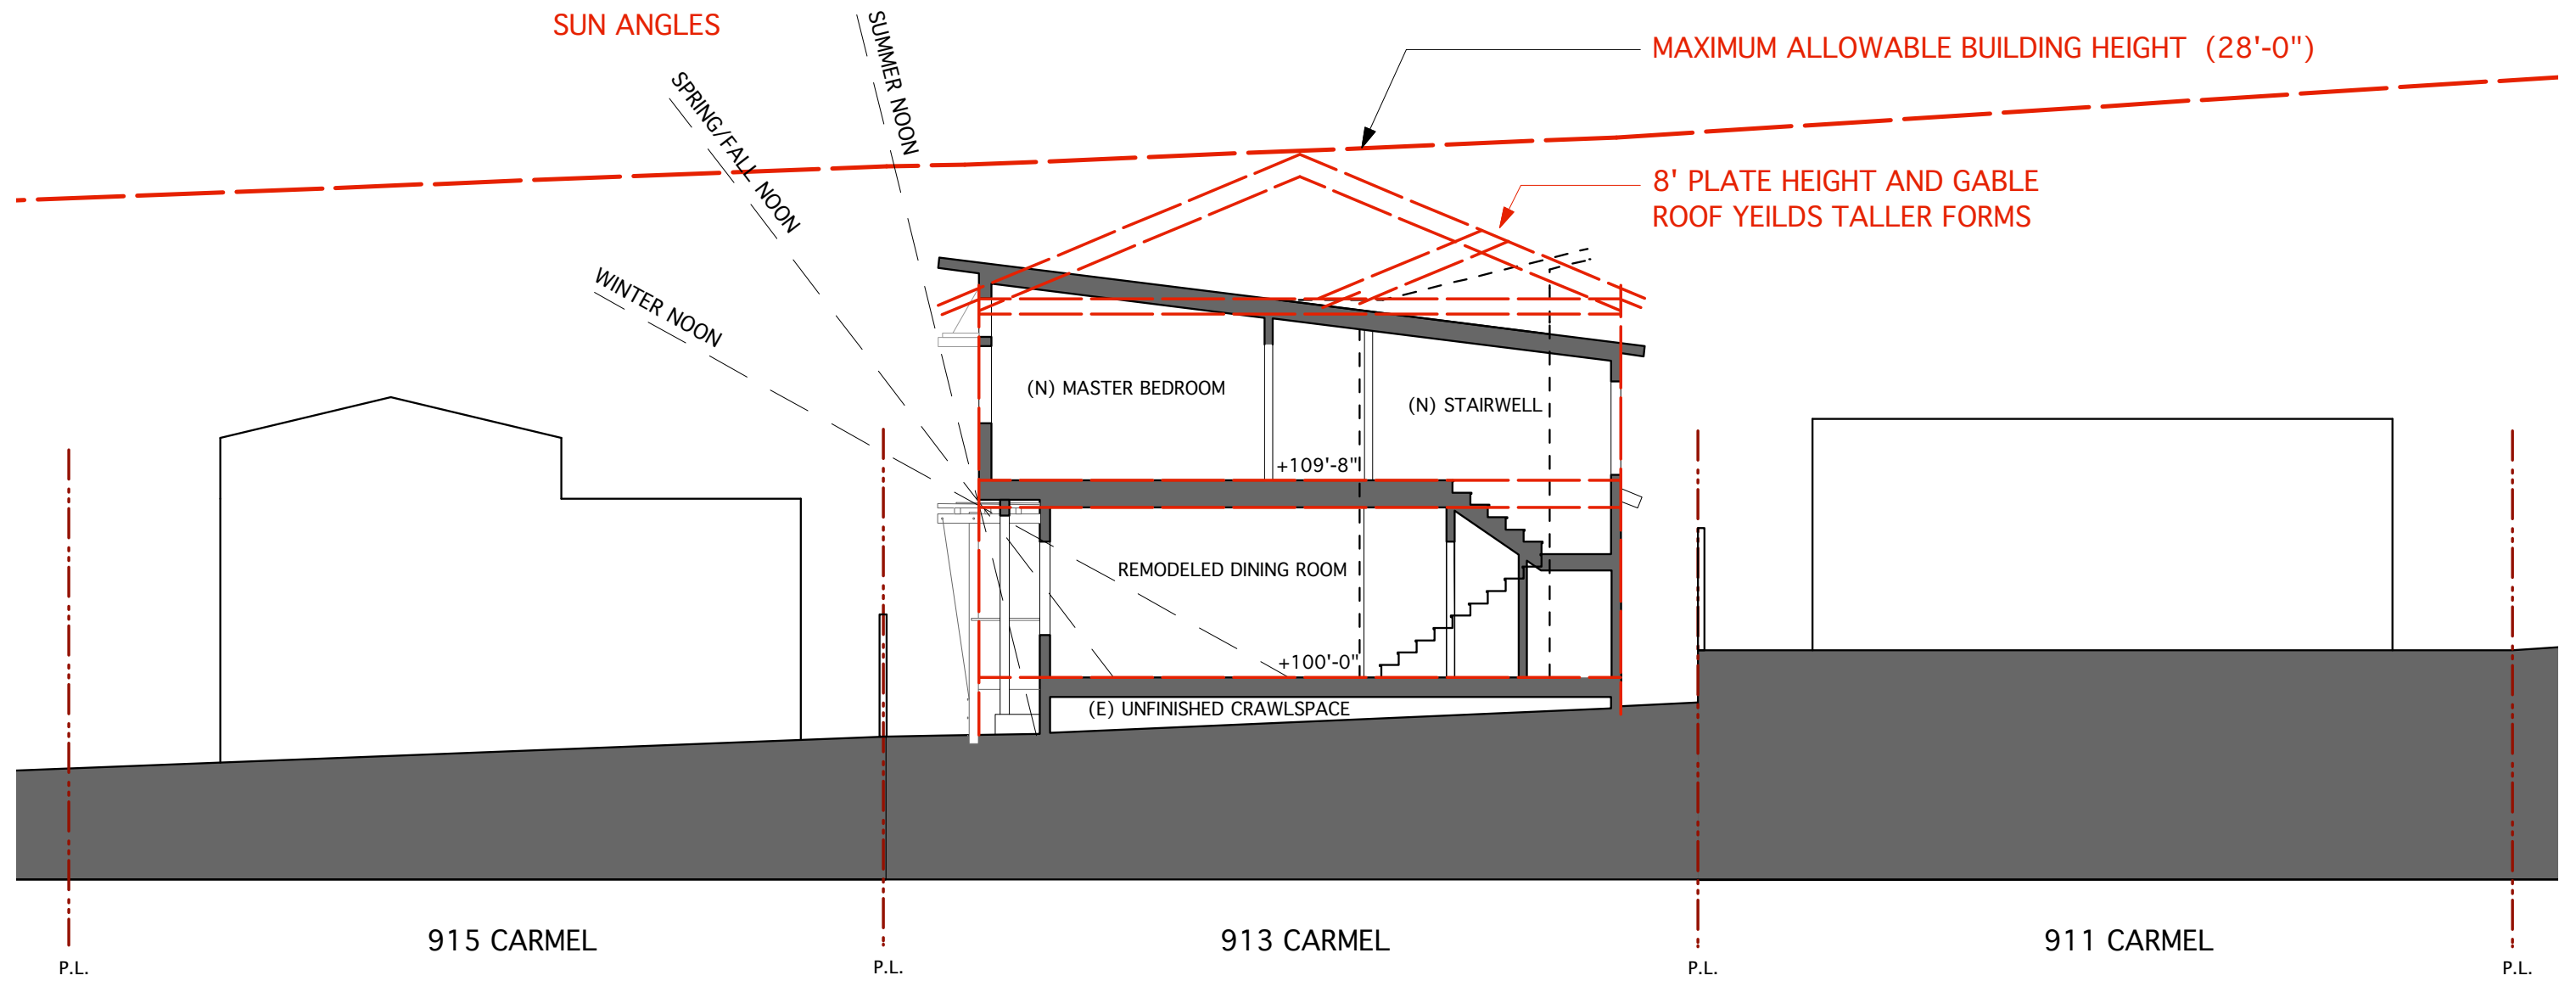 SUN ANGLES
SUMMER NOON
SPRING/FALL NOON
WINTER NOON
MAXIMUM ALLOWABLE BUILDING HEIGHT (28'-0")
8' PLATE HEIGHT AND GABLE
ROOF YEILDS TALLER FORMS
(N) MASTER BEDROOM
(N) STAIRWELL
+109'-8"
REMODELED DINING ROOM
+100'-0"
(E) UNFINISHED CRAWLSPACE
915 CARMEL
913 CARMEL
911 CARMEL
P.L.
P.L.
P.L.
P.L.